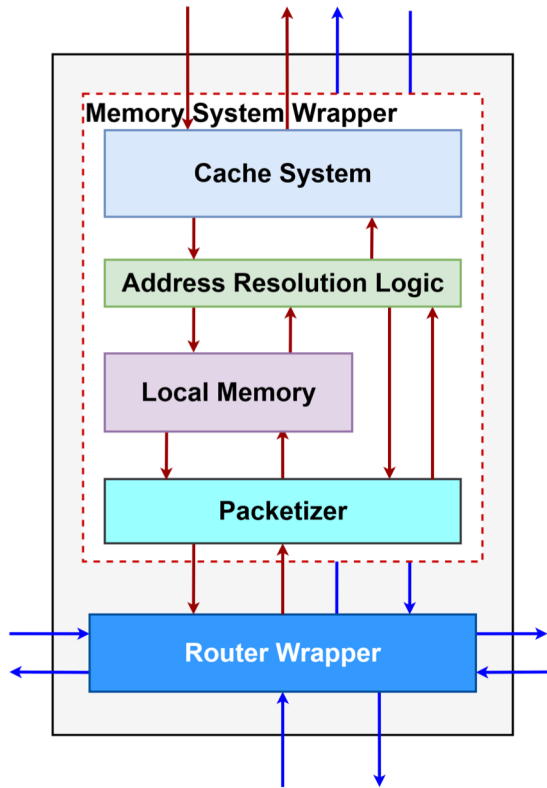 Memory System Wrapper
Cache System
Address Resolution Logic
Local Memory
Packetizer
Router Wrapper